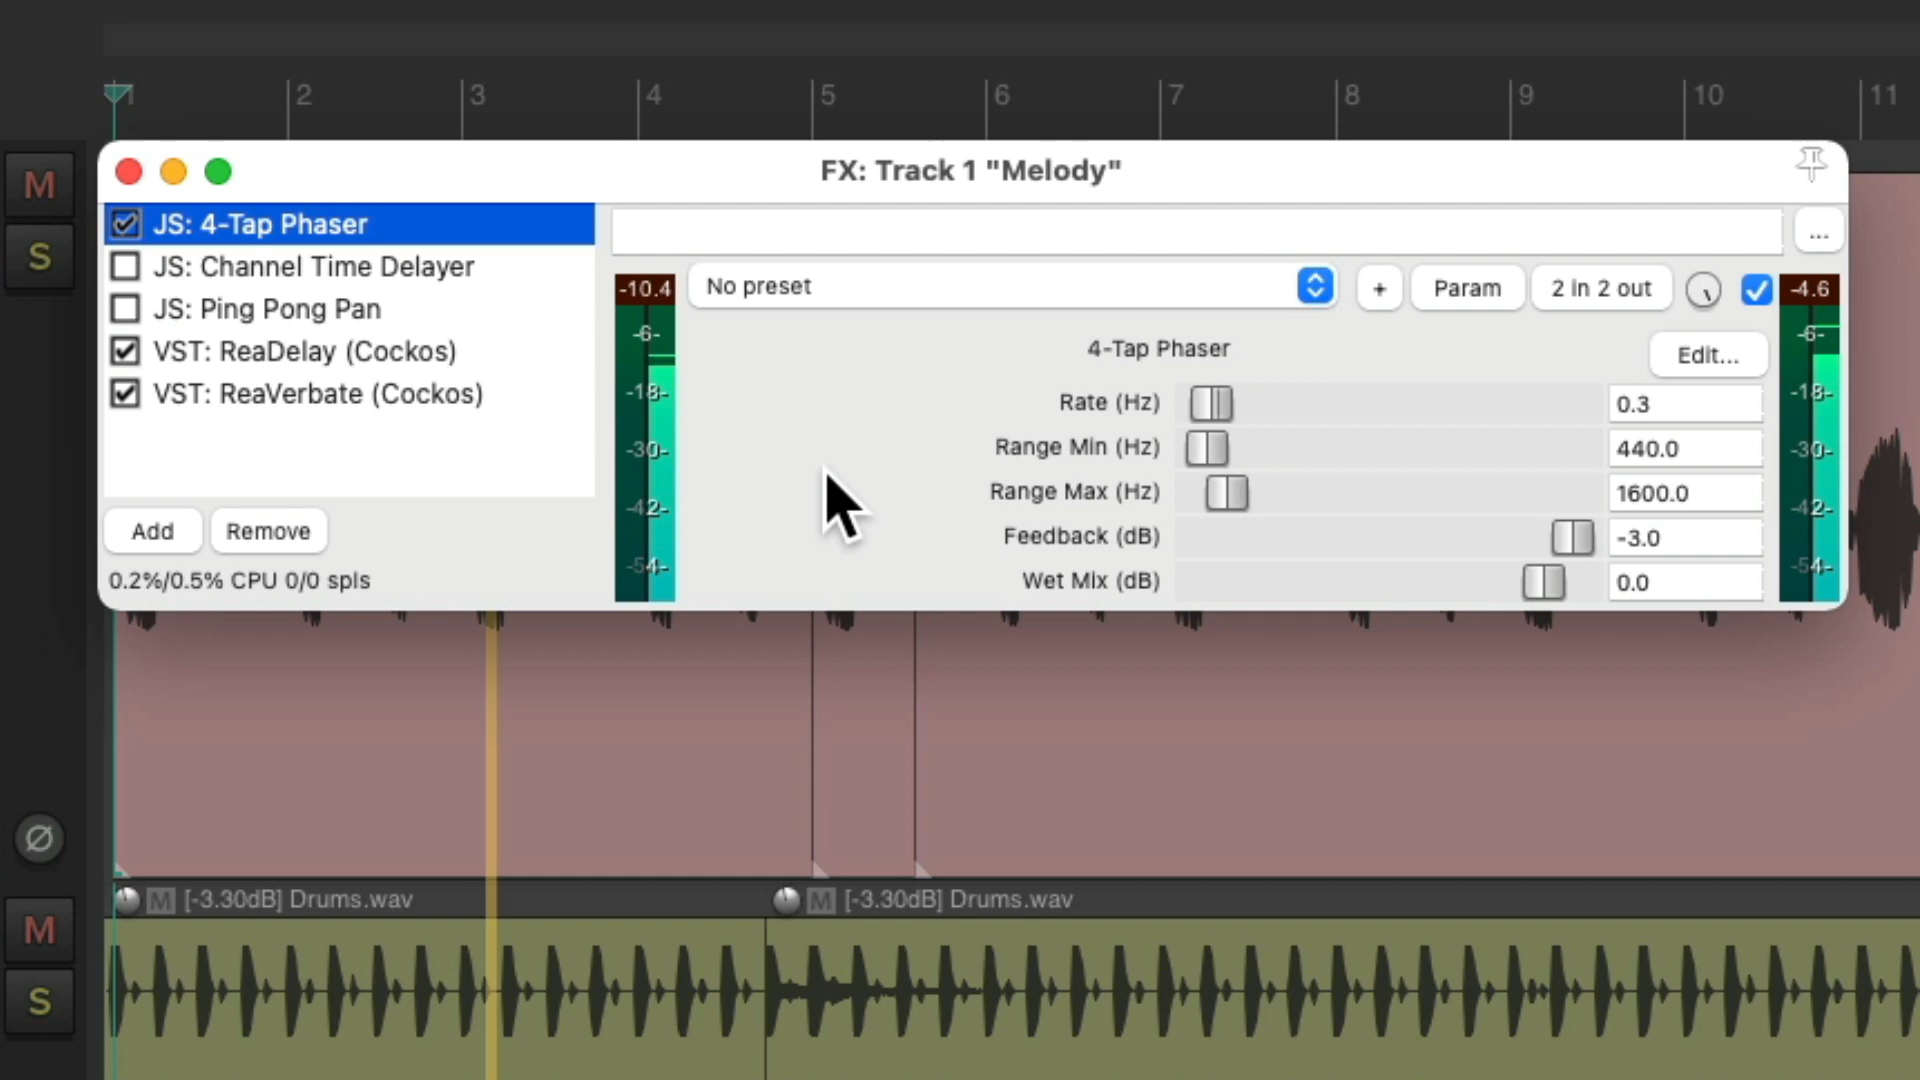 1 2 3 4 5 6 7 8 9 10 11
M
S
FX: Track 1 "Melody"
JS: 4-Tap Phaser
JS: Channel Time Delayer
JS: Ping Pong Pan
VST: ReaDelay (Cockos)
VST: ReaVerbate (Cockos)
Add Remove
0.2%/0.5% CPU 0/0 spls
...
-10.4
-6-
-18-
-30-
-42-
-54-
No preset + Param 2 in 2 out
4-Tap Phaser Edit...
Rate (Hz) 0.3
Range Min (Hz) 440.0
Range Max (Hz) 1600.0
Feedback (dB) -3.0
Wet Mix (dB) 0.0
-4.6
-6-
-18-
-30-
-42-
-54-
Ø
M [-3.30dB] Drums.wav M [-3.30dB] Drums.wav
M
S